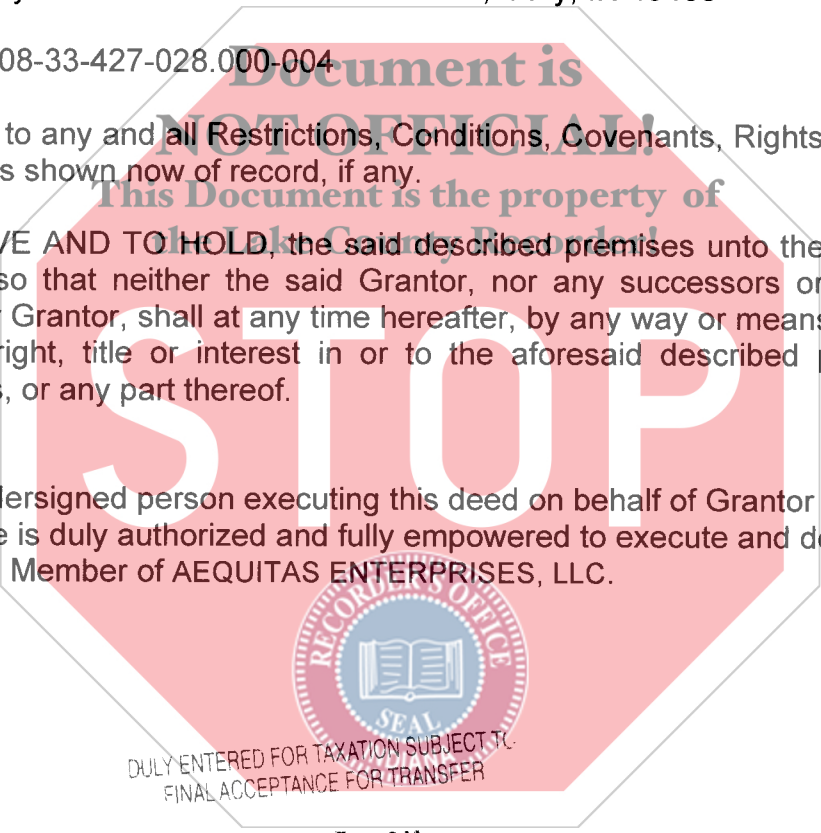 08-33-427-028.000-004
Document is
NOT OFFICIAL!
to any and all Restrictions, Conditions, Covenants, Rights
s shown now of record, if any.
This Document is the property of
the Lake County Recorder!
VE AND TO HOLD, the said described premises unto the
so that neither the said Grantor, nor any successors or
Grantor, shall at any time hereafter, by any way or means
right, title or interest in or to the aforesaid described
, or any part thereof.
STOP
dersigned person executing this deed on behalf of Grantor
e is duly authorized and fully empowered to execute and de
Member of AEQUITAS ENTERPRISES, LLC.
RECORDER'S OFFICE
SEAL
INDIANA
DULY ENTERED FOR TAXATION SUBJECT TO
FINAL ACCEPTANCE FOR TRANSFER